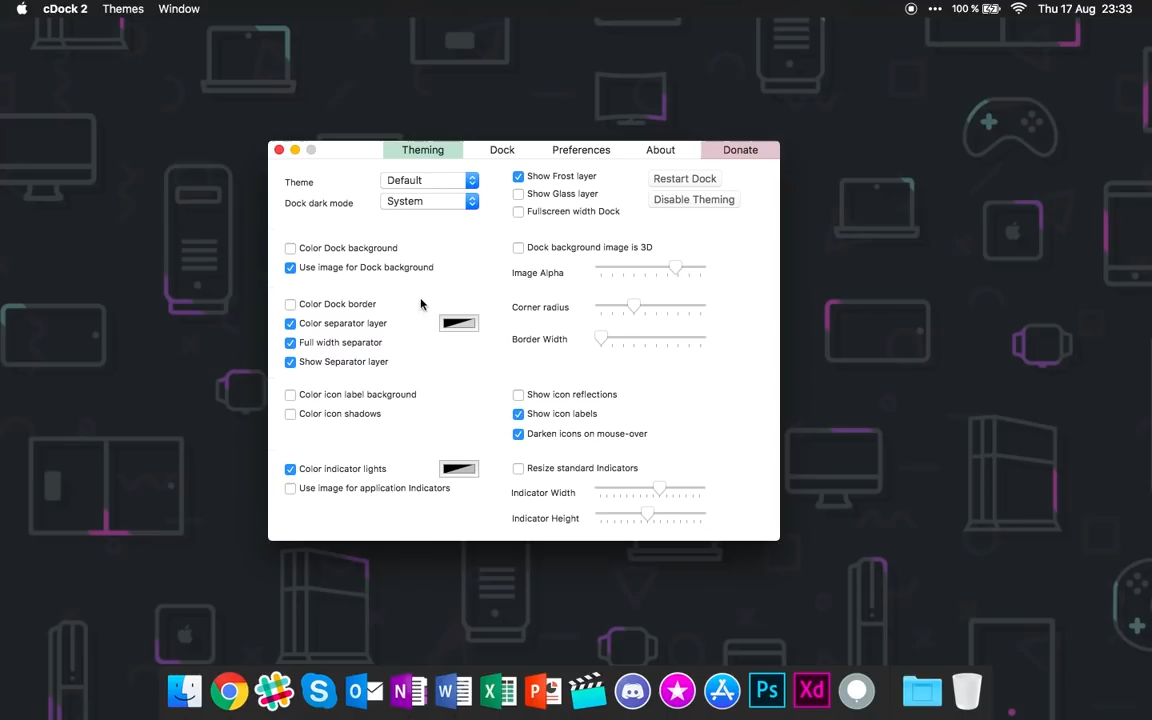 cDock 2 Themes Window 100 % Thu 17 Aug 23:33
Theming Dock Preferences About Donate
Theme Default
Dock dark mode System
Show Frost layer
Show Glass layer
Fullscreen width Dock
Restart Dock
Disable Theming
Color Dock background
Use image for Dock background
Dock background image is 3D
Image Alpha
Color Dock border
Color separator layer
Full width separator
Show Separator layer
Corner radius
Border Width
Color icon label background
Color icon shadows
Show icon reflections
Show icon labels
Darken icons on mouse-over
Color indicator lights
Use image for application Indicators
Resize standard Indicators
Indicator Width
Indicator Height
S O N W X P Ps Xd